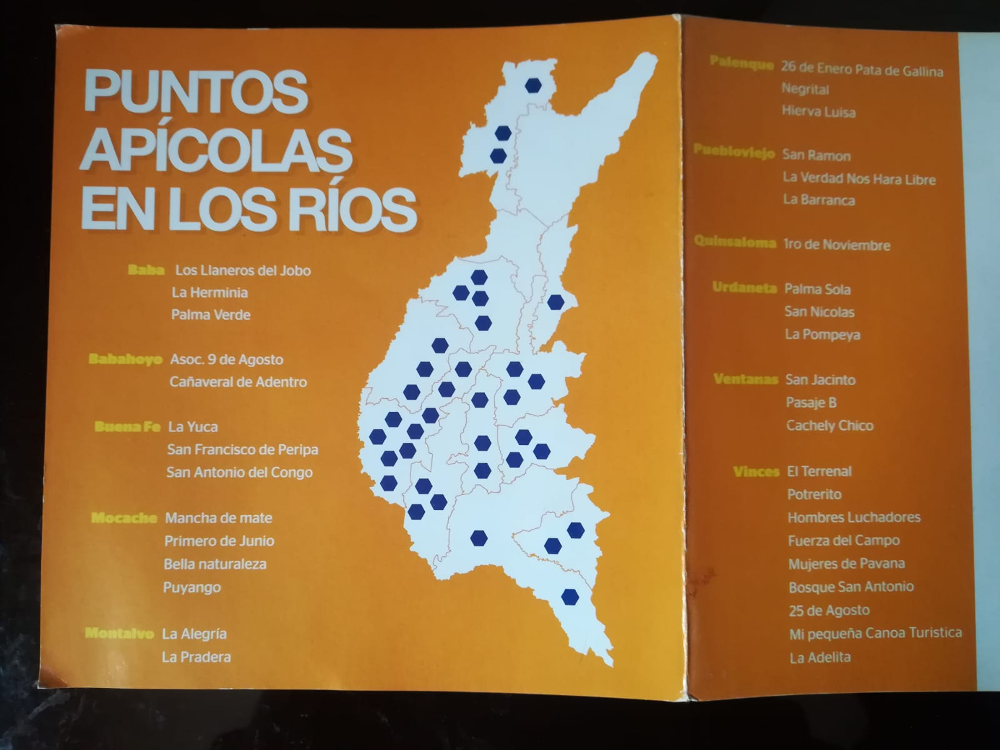 PUNTOS
APÍCOLAS
EN LOS RÍOS
Baba Los Llaneros del Jobo
La Herminia
Palma Verde
Babahoyo Asoc. 9 de Agosto
Cañaveral de Adentro
Buena Fe La Yuca
San Francisco de Peripa
San Antonio del Congo
Mocache Mancha de mate
Primero de Junio
Bella naturaleza
Puyango
Montalvo La Alegría
La Pradera
Palenque 26 de Enero Pata de Gallina
Negrital
Hierva Luisa
Puebloviejo San Ramon
La Verdad Nos Hara Libre
La Barranca
Quinsaloma 1ro de Noviembre
Urdaneta Palma Sola
San Nicolas
La Pompeya
Ventanas San Jacinto
Pasaje B
Cachely Chico
Vinces El Terrenal
Potrerito
Hombres Luchadores
Fuerza del Campo
Mujeres de Pavana
Bosque San Antonio
25 de Agosto
Mi pequeña Canoa Turistica
La Adelita